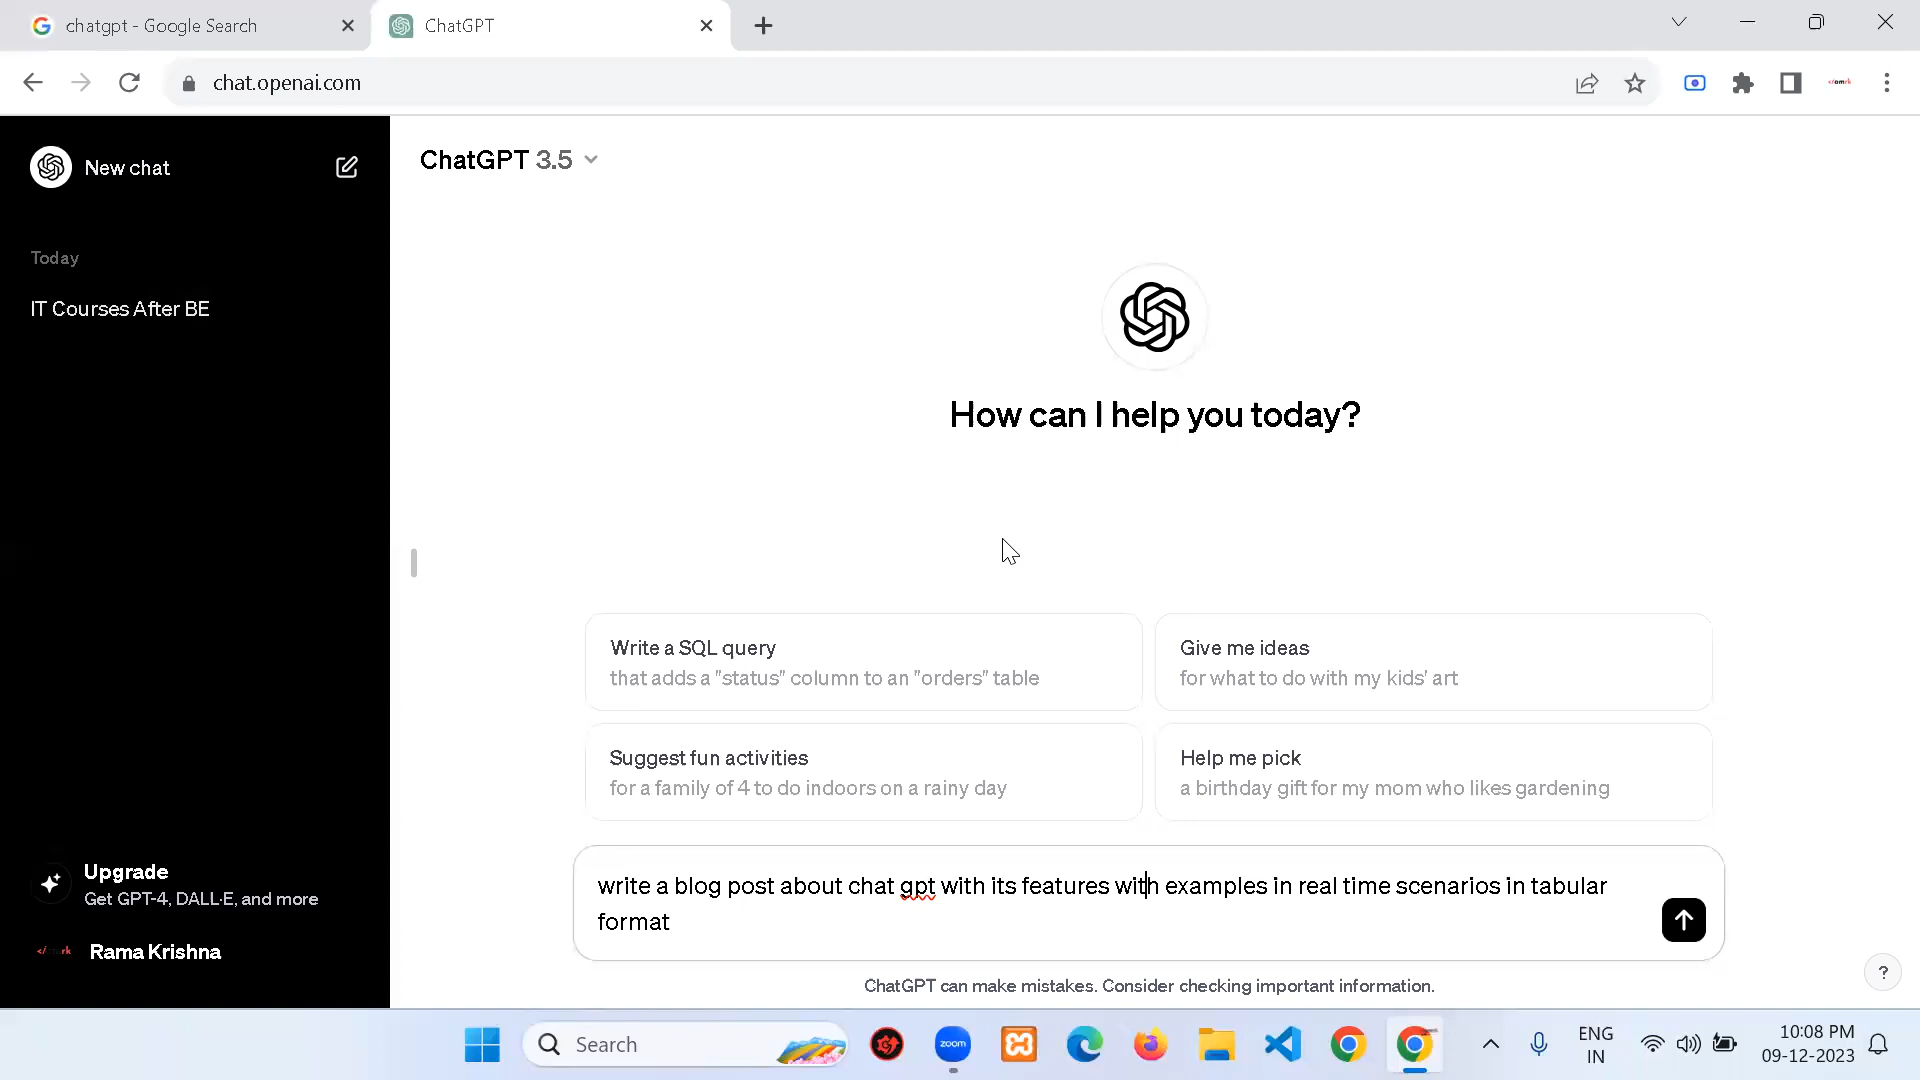 chatgpt - Google Search
ChatGPT
chat.openai.com
New chat
ChatGPT 3.5
Today
IT Courses After BE
How can I help you today?
Write a SQL query
that adds a "status" column to an "orders" table
Give me ideas
for what to do with my kids' art
Suggest fun activities
for a family of 4 to do indoors on a rainy day
Help me pick
a birthday gift for my mom who likes gardening
write a blog post about chat gpt with its features with examples in real time scenarios in tabular
format
Upgrade
Get GPT-4, DALL·E, and more
Rama Krishna
ChatGPT can make mistakes. Consider checking important information.
?
Search
zoom
ENG
IN
10:08 PM
09-12-2023